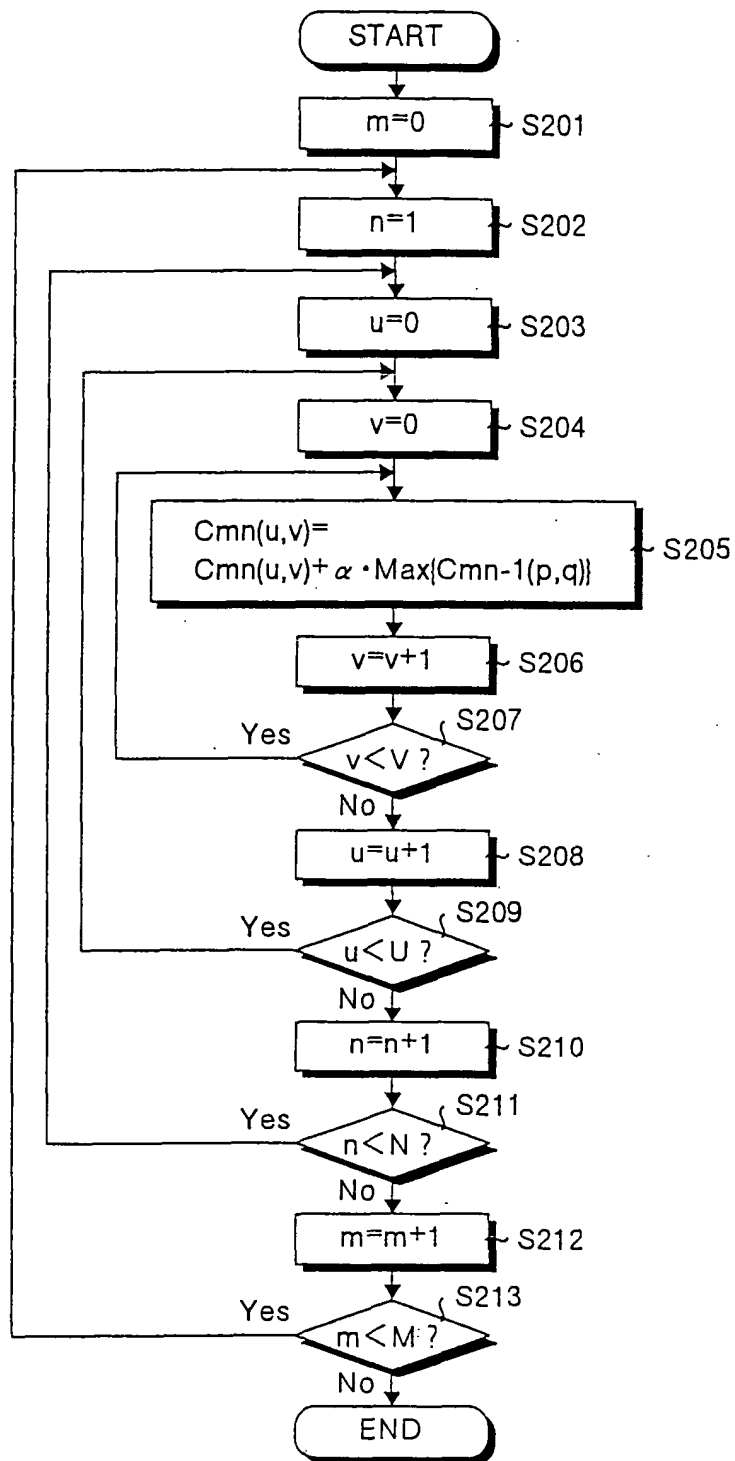 START
m=0
S201
n=1
S202
u=0
S203
v=0
S204
Cmn(u,v)=
Cmn(u,v)+α・Max{Cmn-1(p,q)}
S205
v=v+1
S206
S207
Yes
v<V ?
No
u=u+1
S208
S209
Yes
u<U ?
No
n=n+1
S210
S211
Yes
n<N ?
No
m=m+1
S212
S213
Yes
m<M ?
No
END